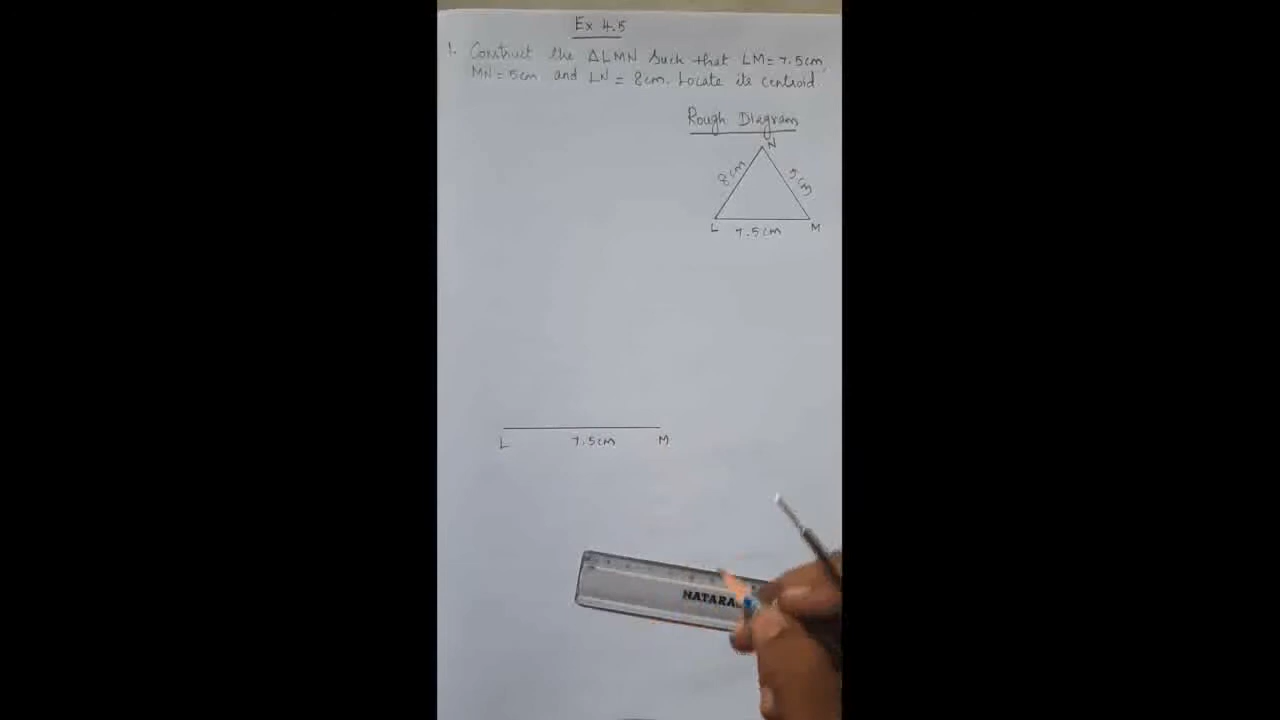 Ex 4.5
1. Construct the ΔLMN Such that LM = 7.5cm,
MN = 5cm and LN = 8cm. Locate its centroid.
Rough Diagram
N
8cm
5cm
L
M
7.5cm
L
7.5cm
M
NATARA